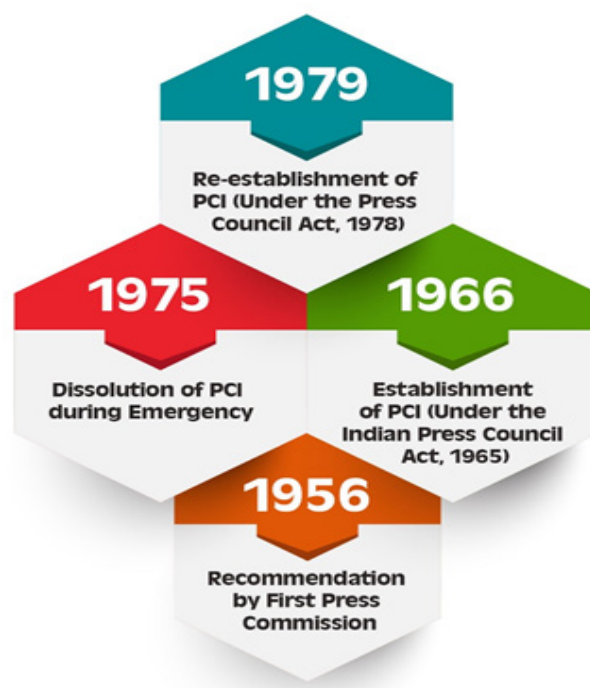 1979
Re-establishment of
PCI (Under the Press
Council Act, 1978)
1975
Dissolution of PCI
during Emergency
1966
Establishment
of PCI (Under the
Indian Press Council
Act, 1965)
1956
Recommendation
by First Press
Commission